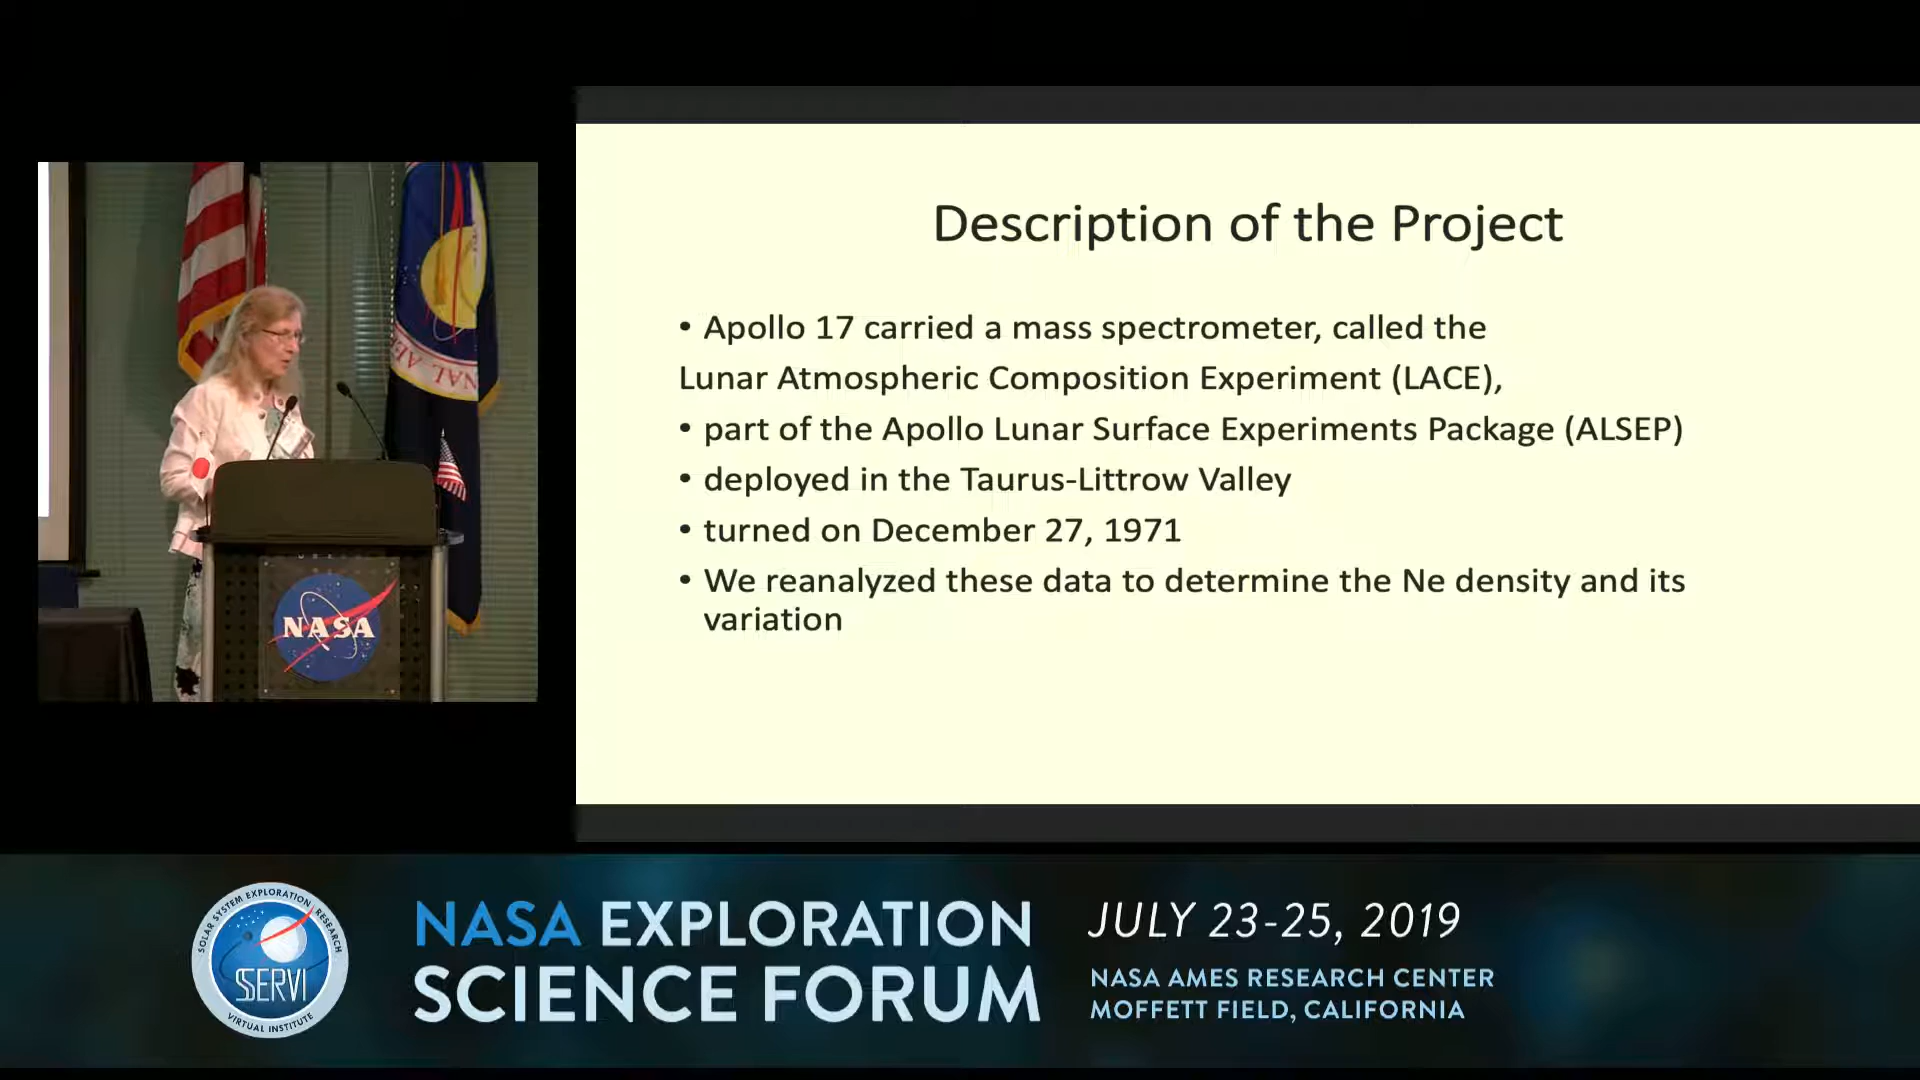 Description of the Project
• Apollo 17 carried a mass spectrometer, called the
Lunar Atmospheric Composition Experiment (LACE),
• part of the Apollo Lunar Surface Experiments Package (ALSEP)
• deployed in the Taurus-Littrow Valley
• turned on December 27, 1971
• We reanalyzed these data to determine the Ne density and its
variation
NASA
SOLAR SYSTEM EXPLORATION RESEARCH
SSERVI
VIRTUAL INSTITUTE
NASA EXPLORATION
SCIENCE FORUM
JULY 23-25, 2019
NASA AMES RESEARCH CENTER
MOFFETT FIELD, CALIFORNIA